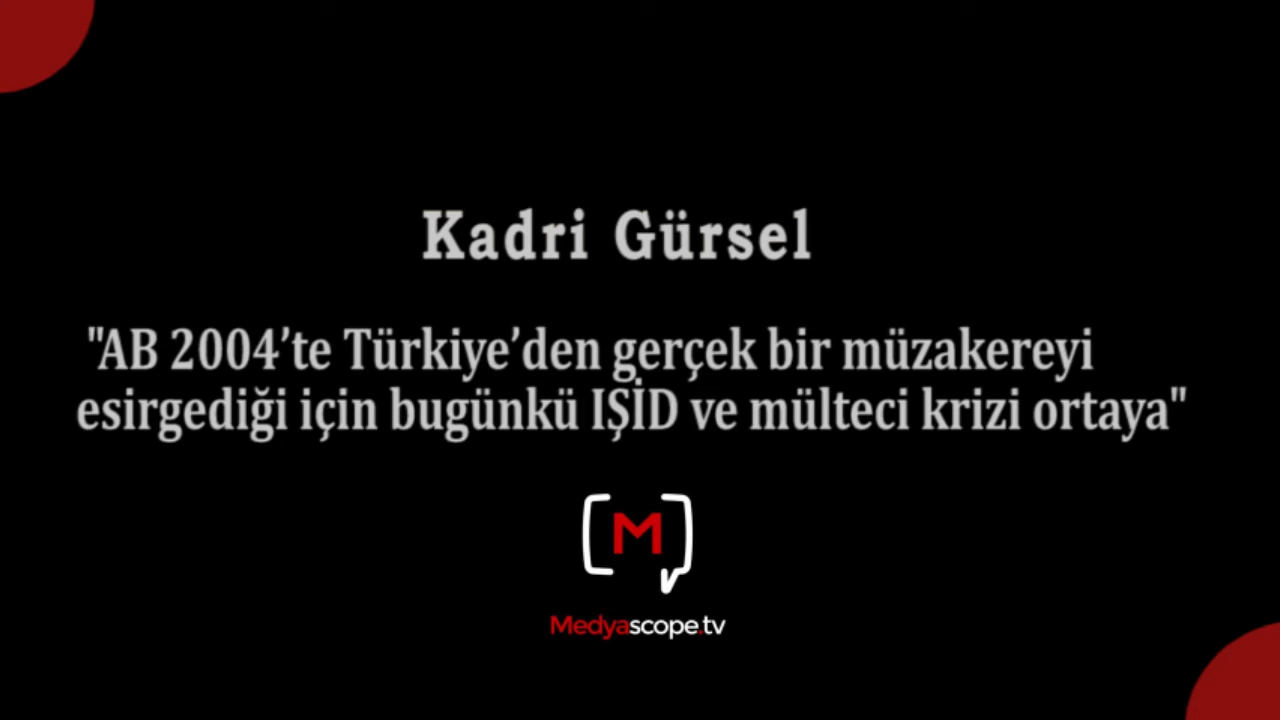 Kadri Gürsel
"AB 2004’te Türkiye’den gerçek bir müzakereyi
esirgediği için bugünkü IŞİD ve mülteci krizi ortaya"
M
Medyascope.tv